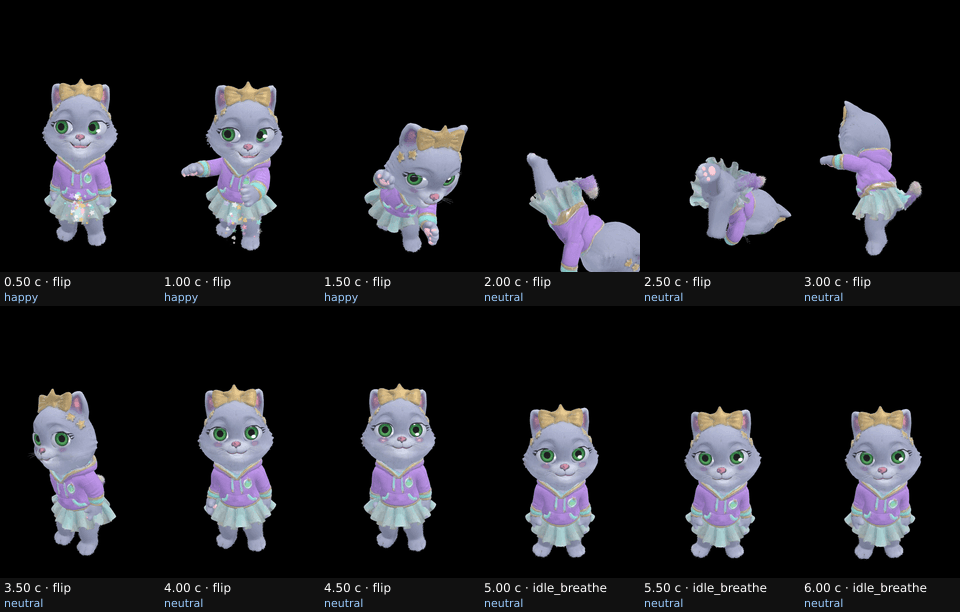 0.50 с · flip
happy
1.00 с · flip
happy
1.50 с · flip
happy
2.00 с · flip
neutral
2.50 с · flip
neutral
3.00 с · flip
neutral
3.50 с · flip
neutral
4.00 с · flip
neutral
4.50 с · flip
neutral
5.00 с · idle_breathe
neutral
5.50 с · idle_breathe
neutral
6.00 с · idle_breathe
neutral